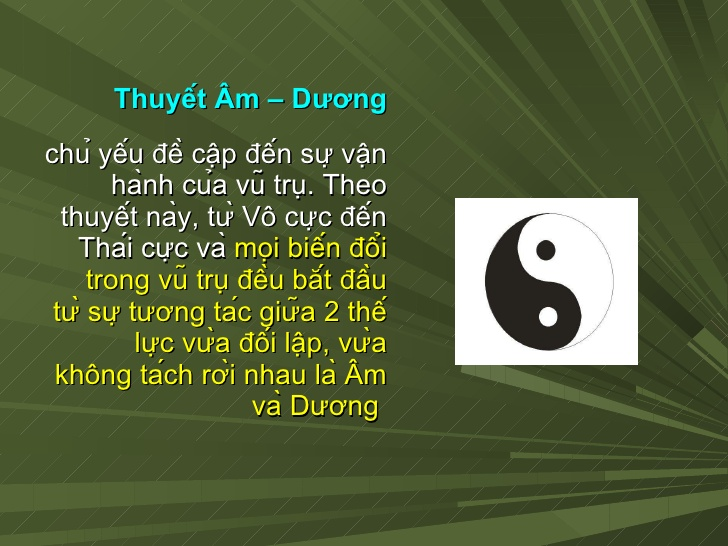 Thuyết Âm – Dương
chủ yếu đề cập đến sự vận
hành của vũ trụ. Theo
thuyết này, từ Vô cực đến
Thái cực và mọi biến đổi
trong vũ trụ đều bắt đầu
từ sự tương tác giữa 2 thế
lực vừa đối lập, vừa
không tách rời nhau là Âm
và Dương